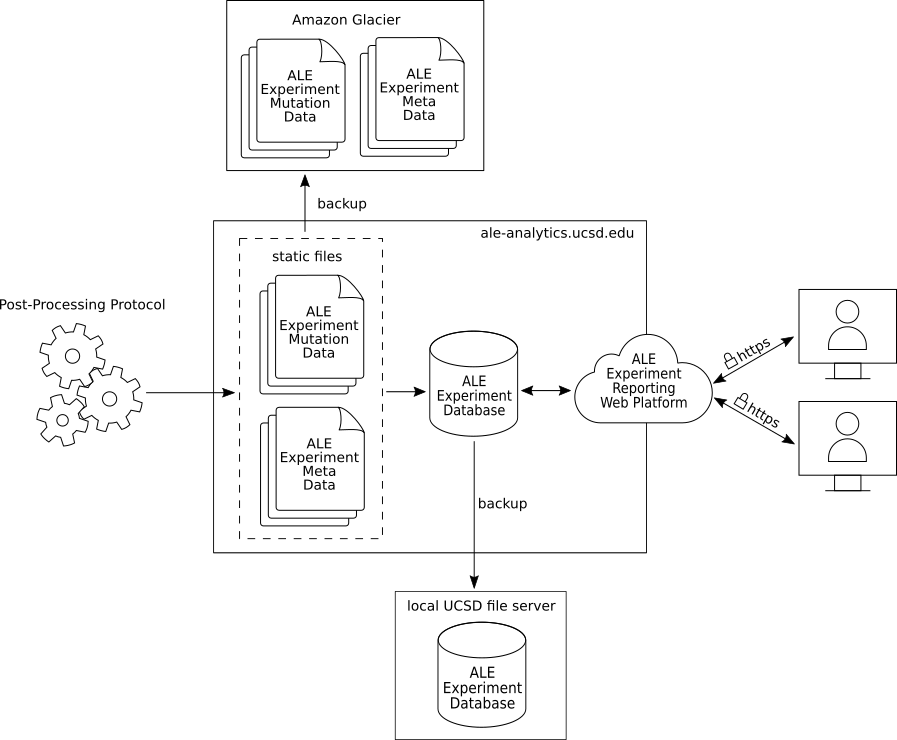 Amazon Glacier
ALE
Experiment
Mutation
Data
ALE
Experiment
Meta
Data
backup
ale-analytics.ucsd.edu
static files
Post-Processing Protocol
ALE
Experiment
Mutation
Data
ALE
Experiment
Meta
Data
ALE
Experiment
Database
ALE
Experiment
Reporting
Web Platform
https
https
backup
local UCSD file server
ALE
Experiment
Database